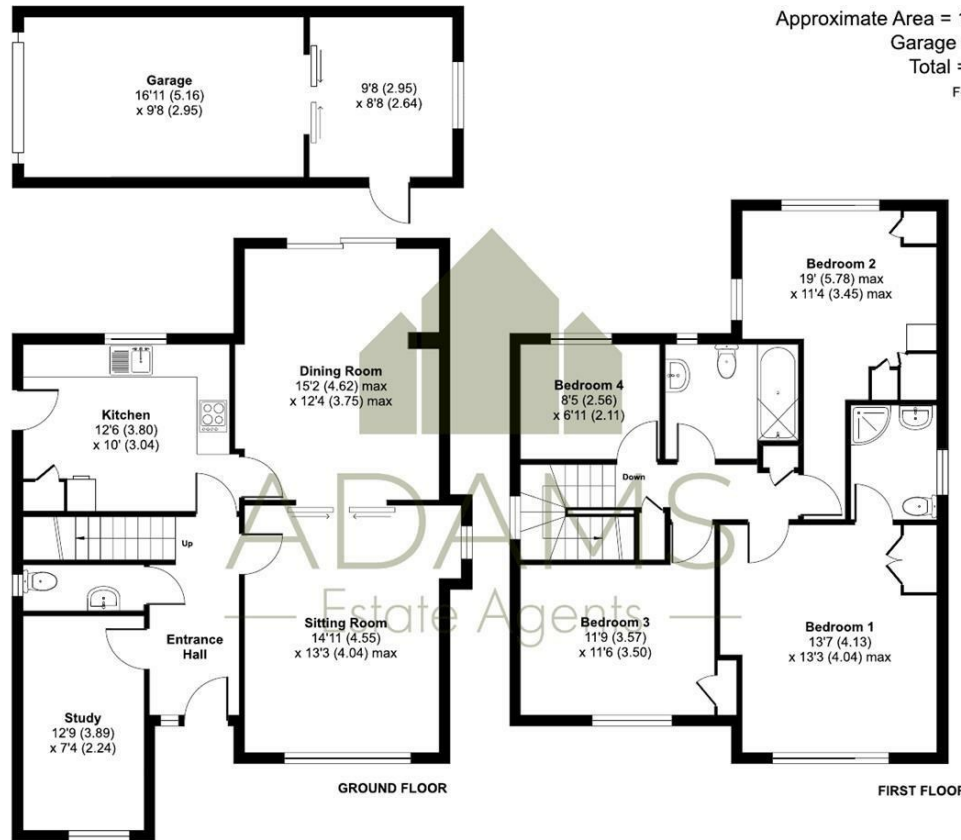 Approximate Area =
Garage
Total =
Garage
16'11 (5.16)
x 9'8 (2.95)
9'8 (2.95)
x 8'8 (2.64)
Bedroom 2
19' (5.78) max
x 11'4 (3.45) max
Dining Room
15'2 (4.62) max
x 12'4 (3.75) max
Kitchen
12'6 (3.80)
x 10' (3.04)
Bedroom 4
8'5 (2.56)
x 6'11 (2.11)
Down
Up
ADAMS
Estate Agents
Entrance
Hall
Sitting Room
14'11 (4.55)
x 13'3 (4.04) max
Bedroom 3
11'9 (3.57)
x 11'6 (3.50)
Bedroom 1
13'7 (4.13)
x 13'3 (4.04) max
Study
12'9 (3.89)
x 7'4 (2.24)
GROUND FLOOR
FIRST FLOOR